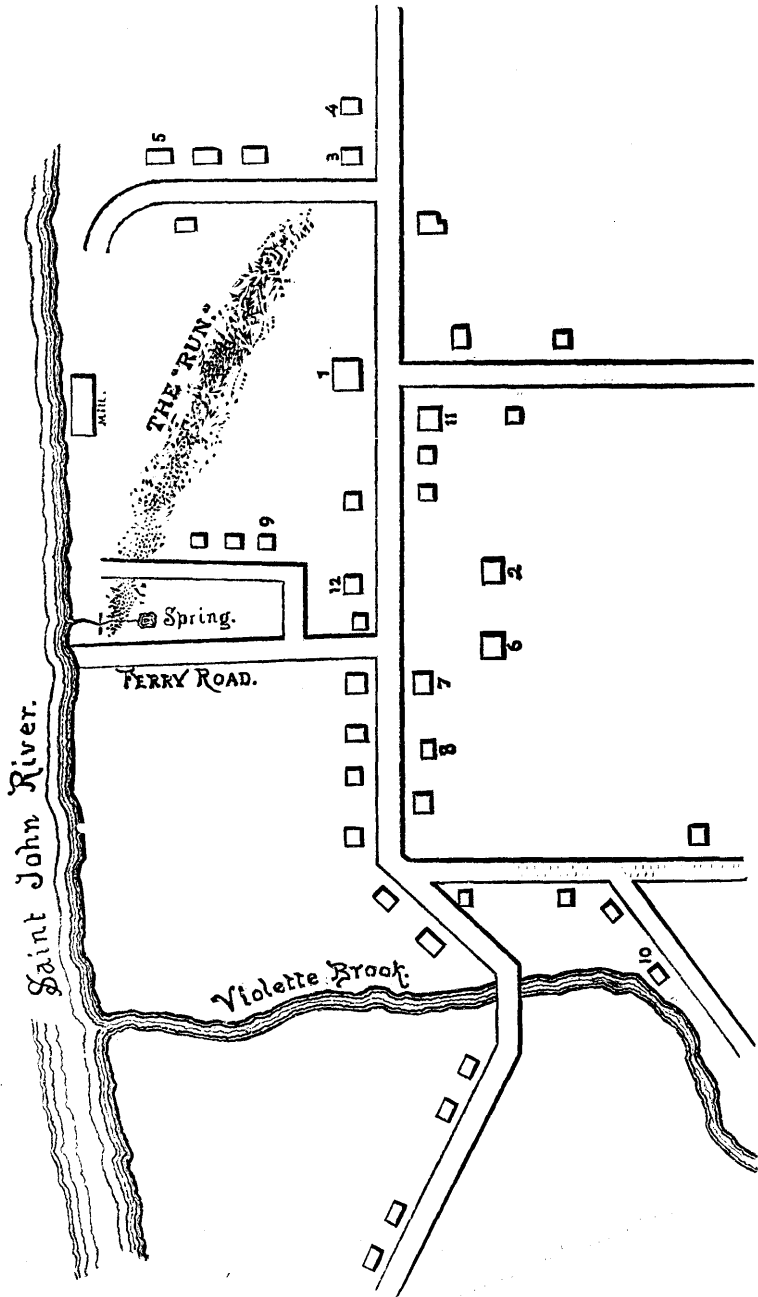 Saint John River.
Violette Brook.
FERRY ROAD.
Spring.
THE "RUN."
Mill.
1
2
3
4
5
6
7
8
9
10
11
12